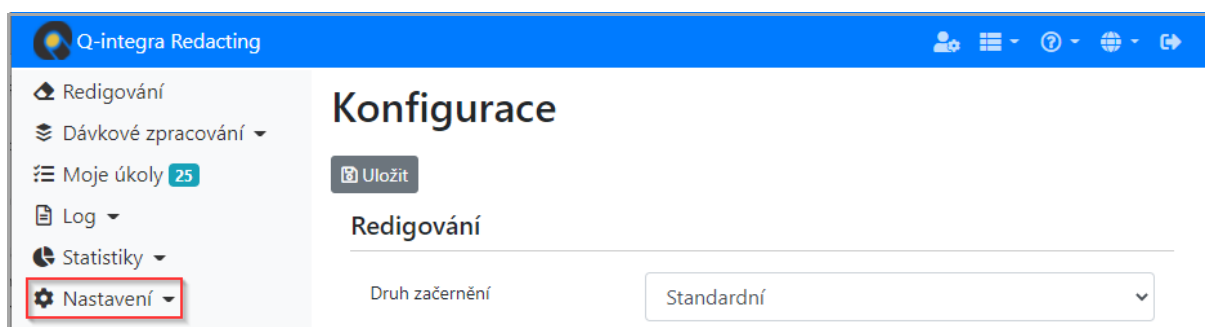 Q-integra Redacting
Redigování
Dávkové zpracování
Moje úkoly 25
Log
Statistiky
Nastavení
Konfigurace
Uložit
Redigování
Druh začernění
Standardní